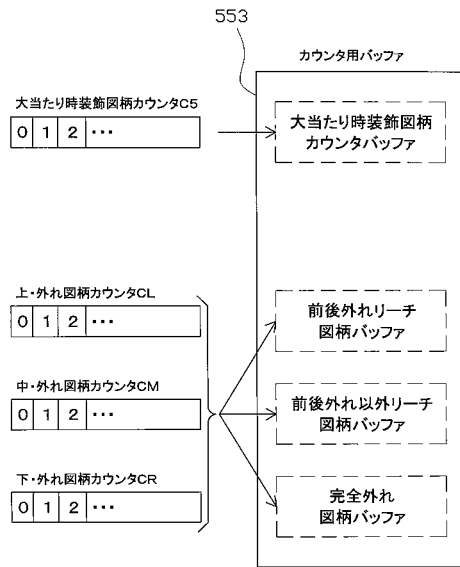 553
カウンタ用バッファ
大当たり時装飾図柄カウンタC5
0 1 2 ・・・
大当たり時装飾図柄
カウンタバッファ
上・外れ図柄カウンタCL
0 1 2 ・・・
前後外れリーチ
図柄バッファ
中・外れ図柄カウンタCM
0 1 2 ・・・
前後外れ以外リーチ
図柄バッファ
下・外れ図柄カウンタCR
0 1 2 ・・・
完全外れ
図柄バッファ